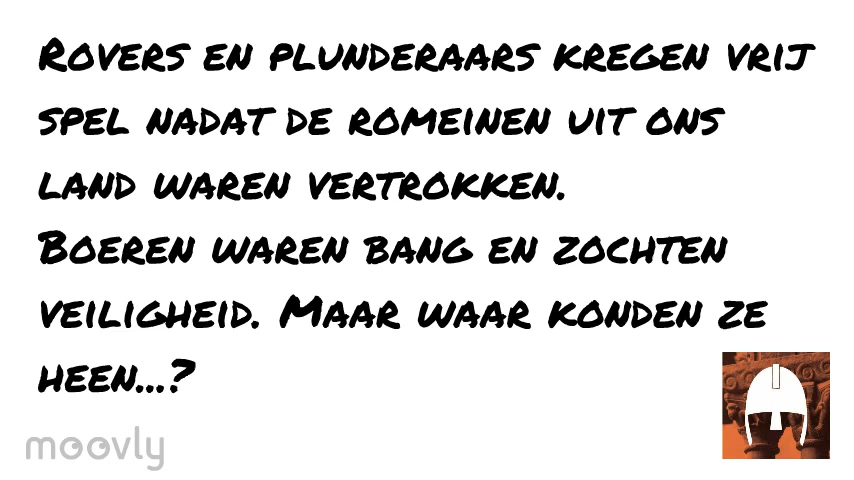 Rovers en plunderaars kregen vrij
spel nadat de romeinen uit ons
land waren vertrokken.
Boeren waren bang en zochten
veiligheid. Maar waar konden ze
heen...?
moovly